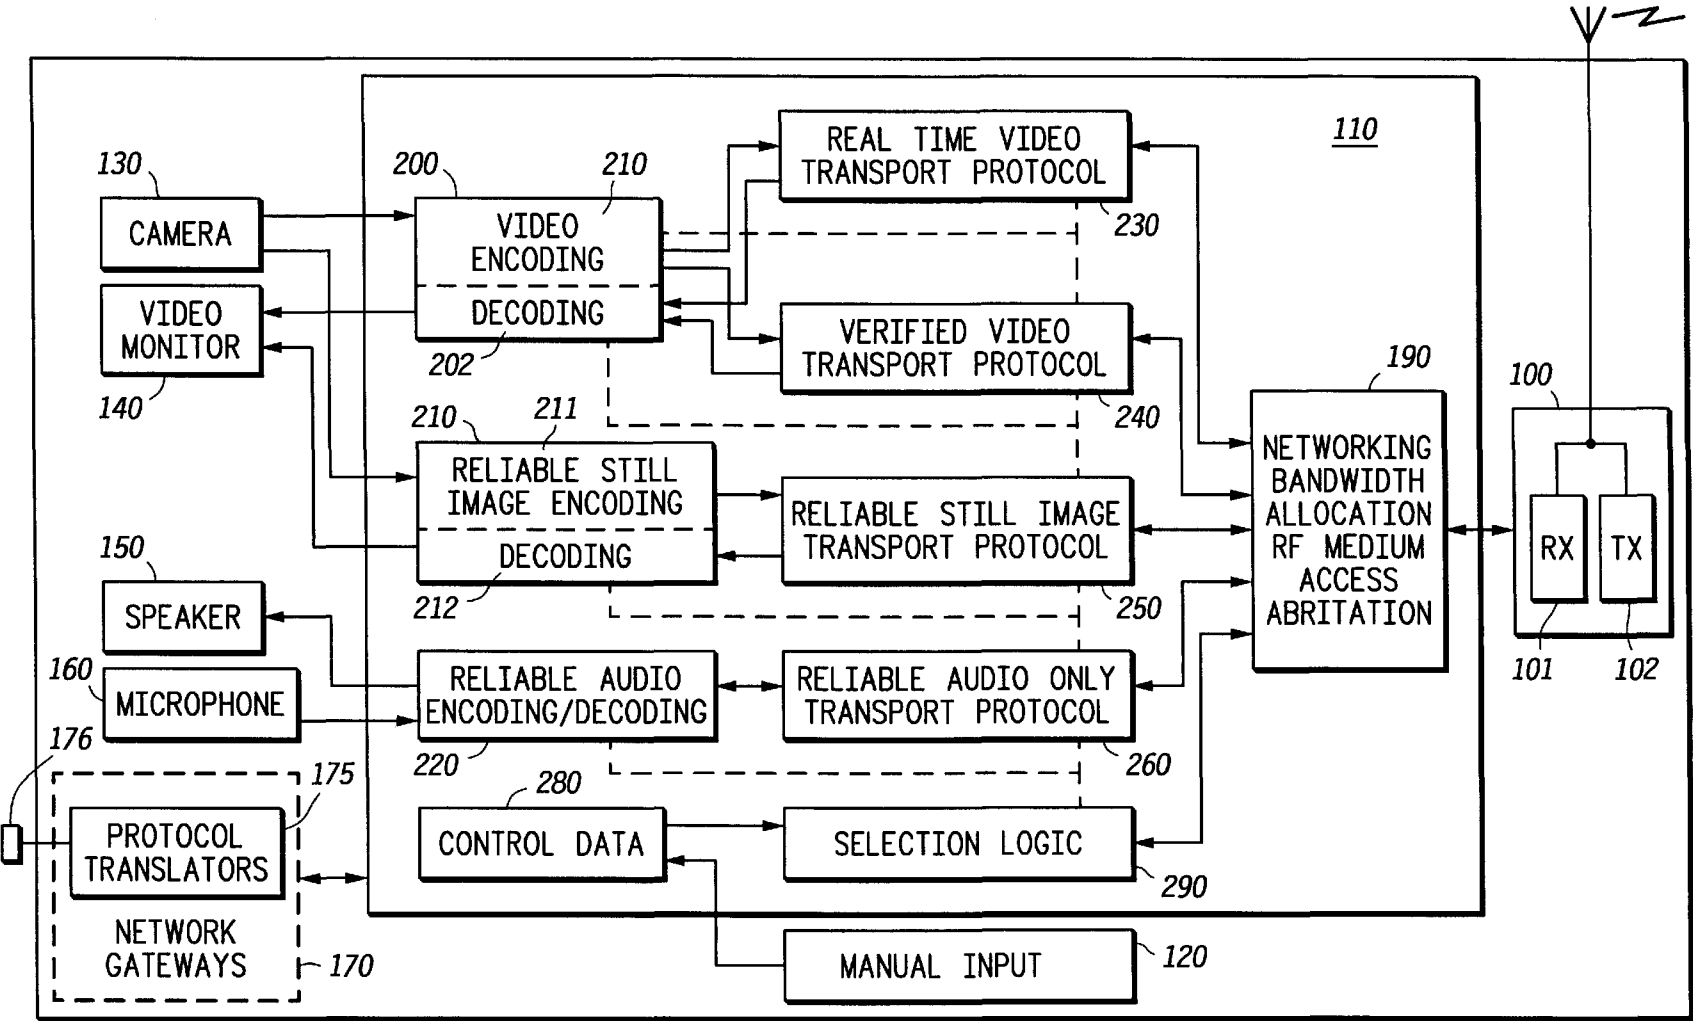 110
REAL TIME VIDEO
TRANSPORT PROTOCOL
230
130
CAMERA
200
210
VIDEO
ENCODING
DECODING
202
VIDEO
MONITOR
140
VERIFIED VIDEO
TRANSPORT PROTOCOL
240
190
NETWORKING
BANDWIDTH
ALLOCATION
RF MEDIUM
ACCESS
ABRITATION
100
RX
TX
101
102
210
211
RELIABLE STILL
IMAGE ENCODING
DECODING
212
RELIABLE STILL IMAGE
TRANSPORT PROTOCOL
250
150
SPEAKER
160
MICROPHONE
RELIABLE AUDIO
ENCODING/DECODING
220
RELIABLE AUDIO ONLY
TRANSPORT PROTOCOL
260
176
175
PROTOCOL
TRANSLATORS
NETWORK
GATEWAYS
170
280
CONTROL DATA
SELECTION LOGIC
290
MANUAL INPUT
120